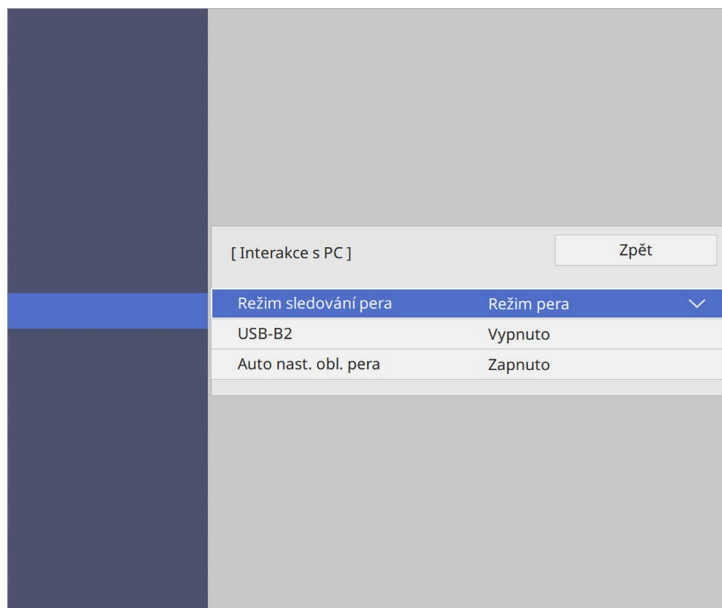 [ Interakce s PC ]
Zpět
Režim sledování pera Režim pera
USB-B2 Vypnuto
Auto nast. obl. pera Zapnuto